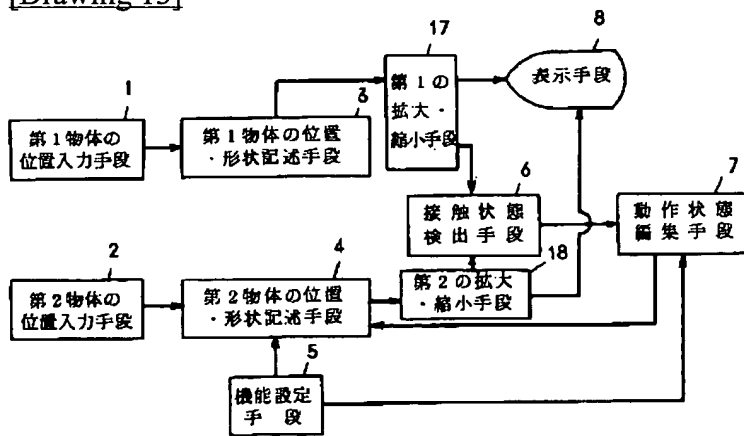 [Drawing 15]
17
8
第1の
拡大・
縮小手段
表示手段
1
3
第1物体の
位置入力手段
第1物体の位置
・形状記述手段
6
7
接触状態
検出手段
動作状態
編集手段
2
4
18
第2物体の
位置入力手段
第2物体の位置
・形状記述手段
第2の拡大
・縮小手段
5
機能設定
手段